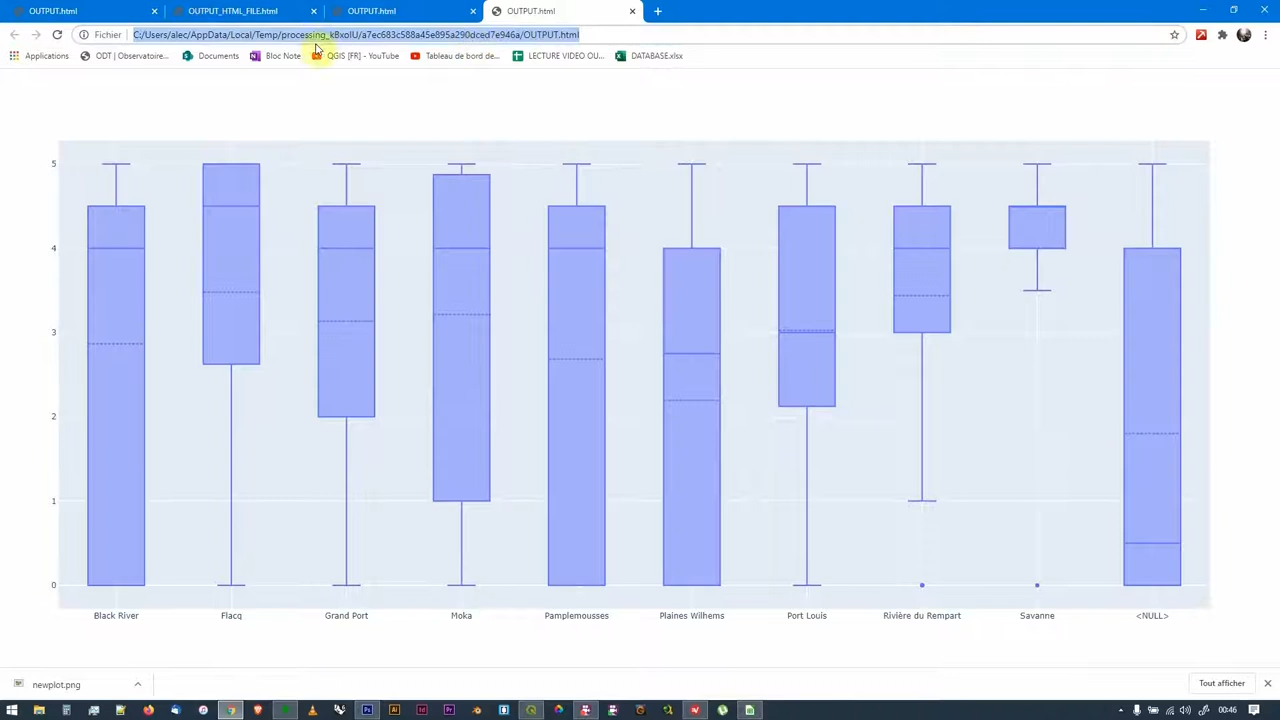 OUTPUT.html OUTPUT_HTML_FILE.html OUTPUT.html OUTPUT.html
Fichier C:/Users/alec/AppData/Local/Temp/processing_kBxoIU/a7ec683c588a45e895a290dced7e946a/OUTPUT.html
Applications ODT | Observatoire... Documents Bloc Note QGIS [FR] - YouTube Tableau de bord de... LECTURE VIDEO OU... DATABASE.xlsx
5
4
3
2
1
0
Black River Flacq Grand Port Moka Pamplemousses Plaines Wilhems Port Louis Rivière du Rempart Savanne <NULL>
newplot.png Tout afficher
00:46